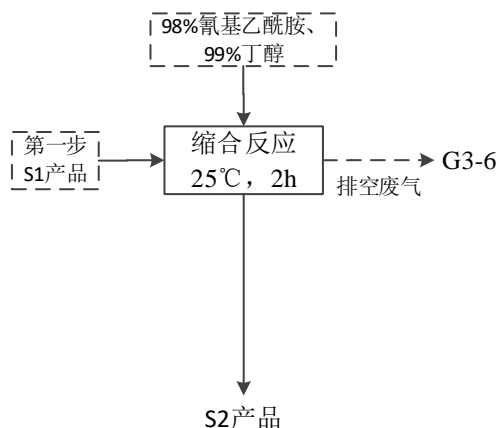 98%氰基乙酰胺、
99%丁醇
第一步
S1产品
缩合反应
25℃，2h
G3-6
排空废气
S2产品